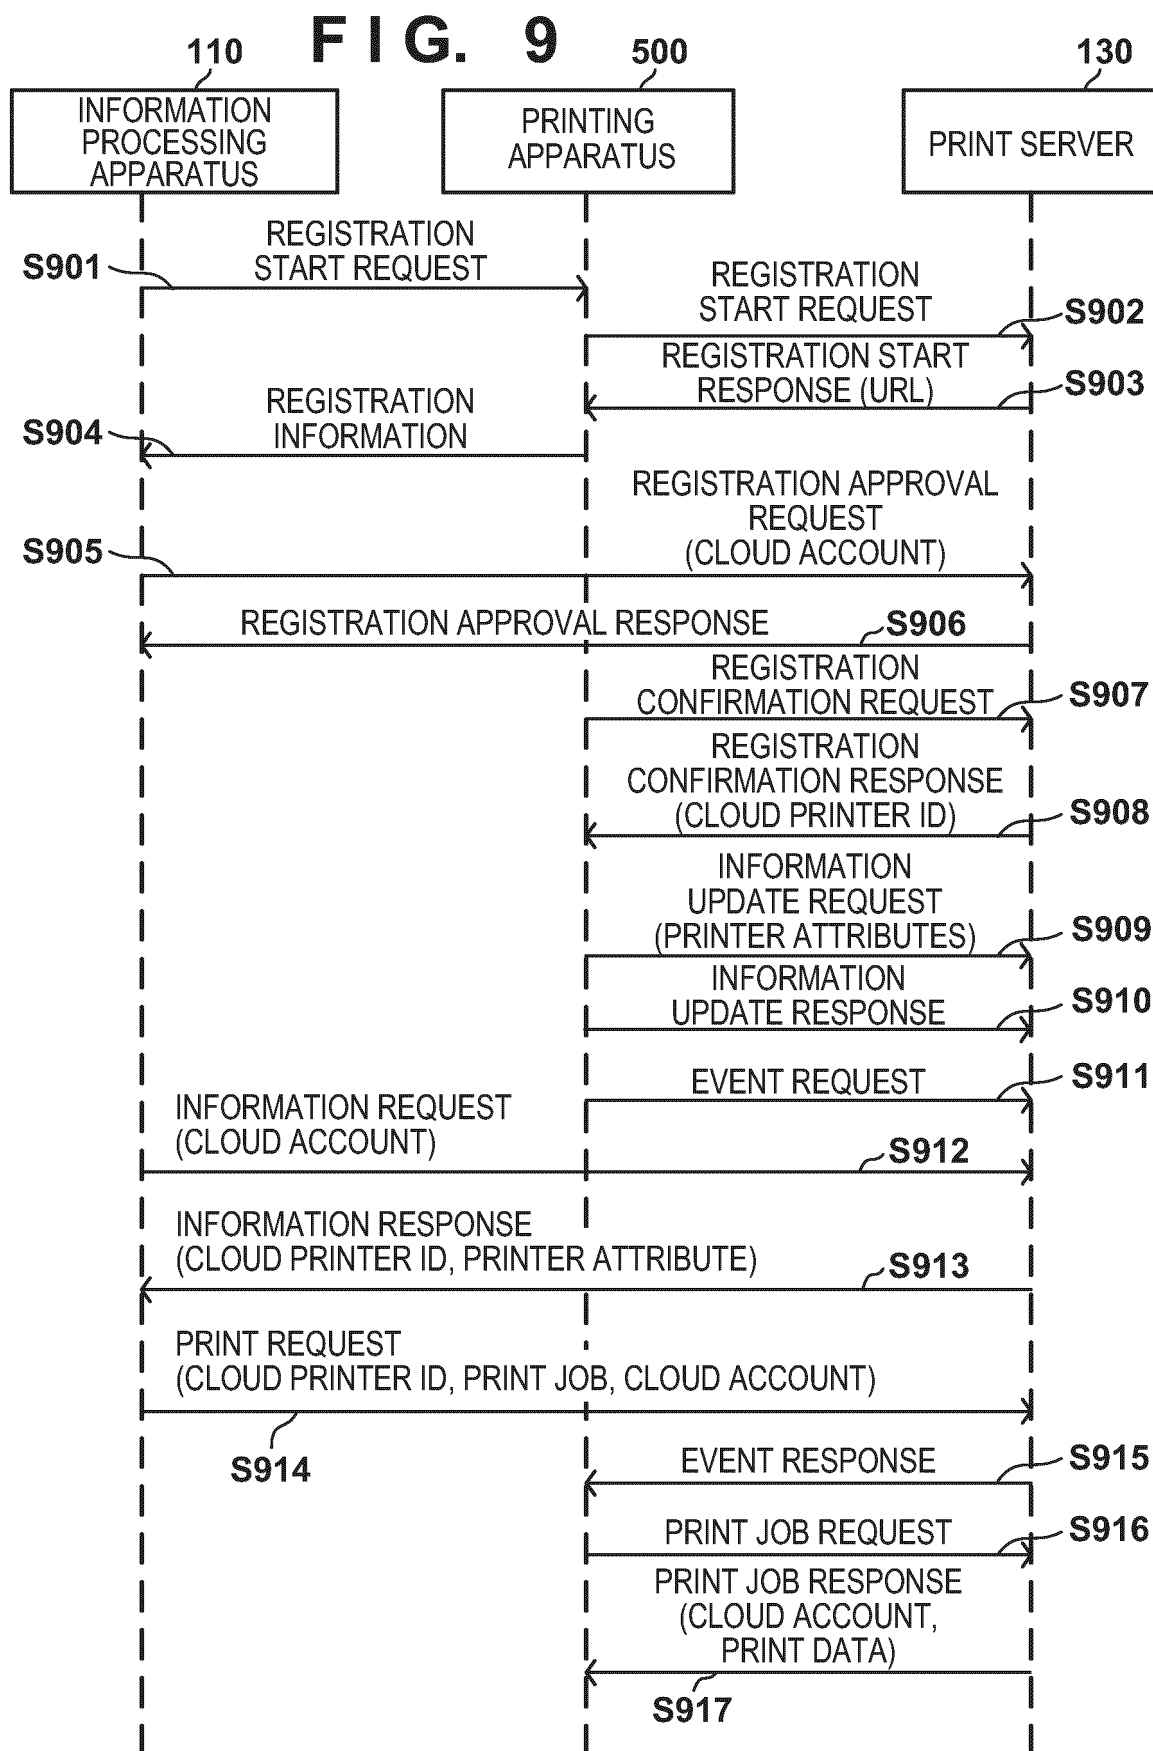 FIG. 9
110
500
130
INFORMATION
PROCESSING
APPARATUS
PRINTING
APPARATUS
PRINT SERVER
REGISTRATION
START REQUEST
S901
REGISTRATION
START REQUEST
S902
REGISTRATION START
RESPONSE (URL)
S903
REGISTRATION
INFORMATION
S904
REGISTRATION APPROVAL
REQUEST
(CLOUD ACCOUNT)
S905
REGISTRATION APPROVAL RESPONSE
S906
REGISTRATION
CONFIRMATION REQUEST
S907
REGISTRATION
CONFIRMATION RESPONSE
(CLOUD PRINTER ID)
S908
INFORMATION
UPDATE REQUEST
(PRINTER ATTRIBUTES)
S909
INFORMATION
UPDATE RESPONSE
S910
EVENT REQUEST
S911
INFORMATION REQUEST
(CLOUD ACCOUNT)
S912
INFORMATION RESPONSE
(CLOUD PRINTER ID, PRINTER ATTRIBUTE)
S913
PRINT REQUEST
(CLOUD PRINTER ID, PRINT JOB, CLOUD ACCOUNT)
S914
EVENT RESPONSE
S915
PRINT JOB REQUEST
S916
PRINT JOB RESPONSE
(CLOUD ACCOUNT,
PRINT DATA)
S917